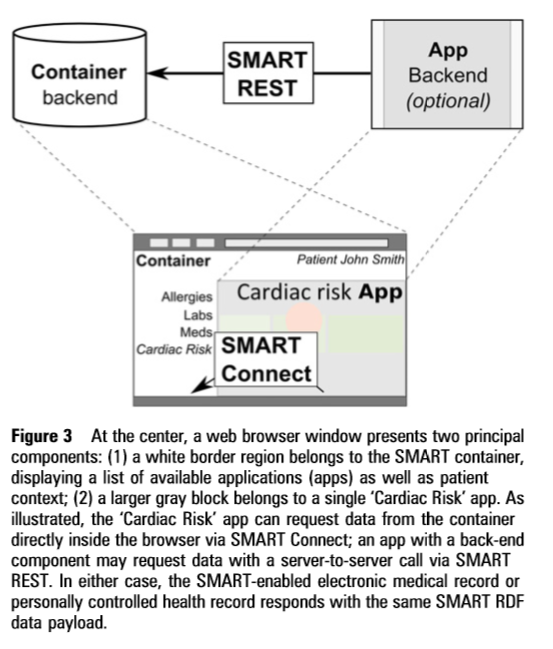 Container
backend
SMART
REST
App
Backend
(optional)
Container
Patient John Smith
Allergies
Labs
Meds
Cardiac Risk
Cardiac risk App
SMART
Connect
Figure 3 At the center, a web browser window presents two principal
components: (1) a white border region belongs to the SMART container,
displaying a list of available applications (apps) as well as patient
context; (2) a larger gray block belongs to a single ‘Cardiac Risk’ app. As
illustrated, the ‘Cardiac Risk’ app can request data from the container
directly inside the browser via SMART Connect; an app with a back-end
component may request data with a server-to-server call via SMART
REST. In either case, the SMART-enabled electronic medical record or
personally controlled health record responds with the same SMART RDF
data payload.